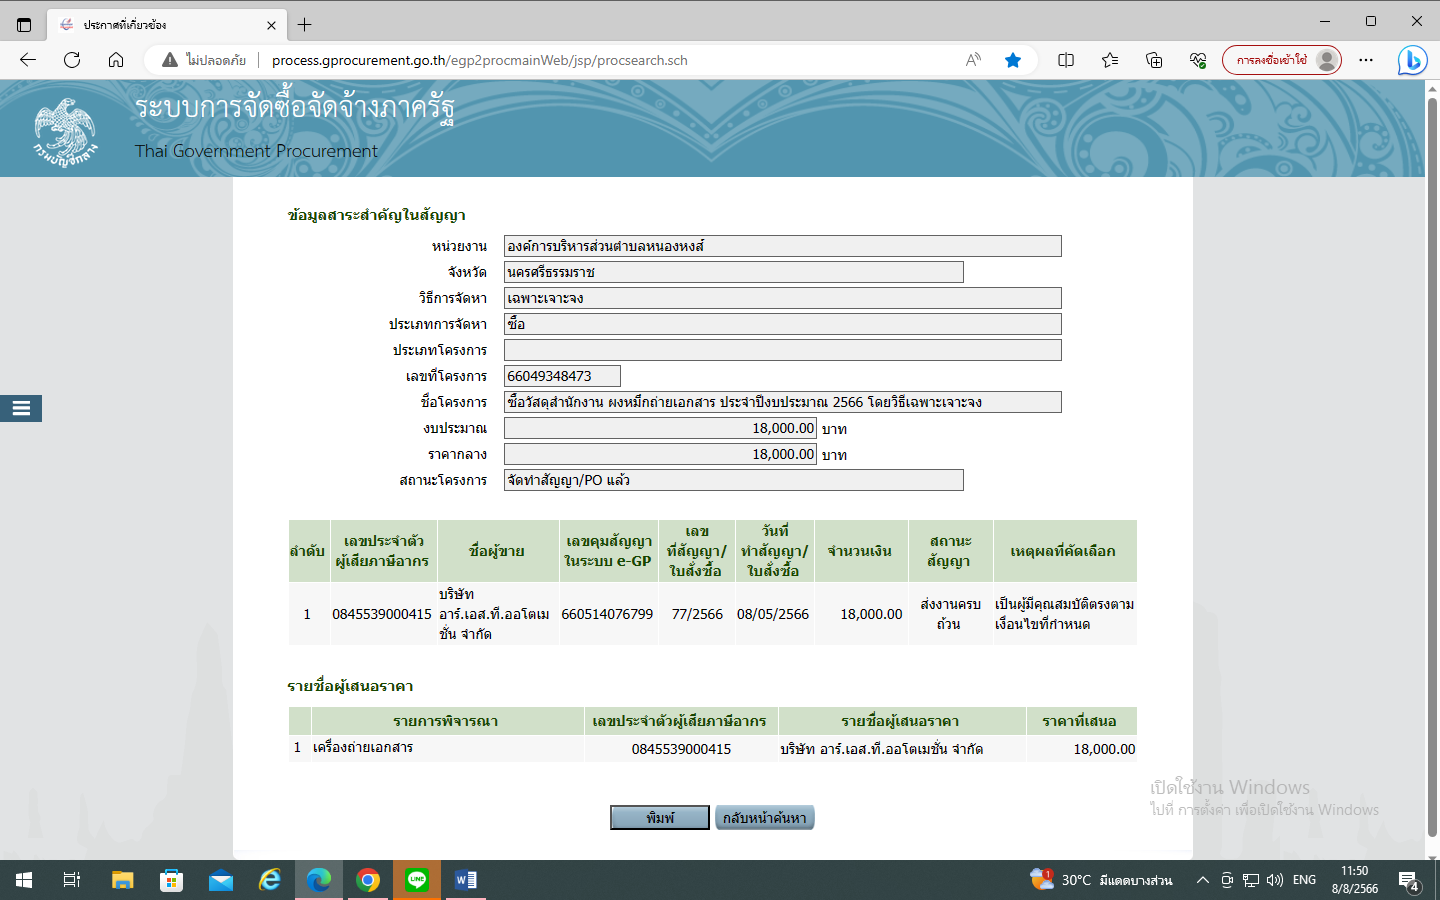 ประกาศที่เกี่ยวข้อง
ไม่ปลอดภัย
process.gprocurement.go.th/egp2procmainWeb/jsp/procsearch.sch
การลงชื่อเข้าใช้
ระบบการจัดซื้อจัดจ้างภาครัฐ
Thai Government Procurement
กรมบัญชีกลาง
ข้อมูลสาระสำคัญในสัญญา
หน่วยงาน องค์การบริหารส่วนตำบลหนองหงส์
จังหวัด นครศรีธรรมราช
วิธีการจัดหา เฉพาะเจาะจง
ประเภทการจัดหา ซื้อ
ประเภทโครงการ
เลขที่โครงการ 66049348473
ชื่อโครงการ ซื้อวัสดุสำนักงาน ผงหมึกถ่ายเอกสาร ประจำปีงบประมาณ 2566 โดยวิธีเฉพาะเจาะจง
งบประมาณ 18,000.00 บาท
ราคากลาง 18,000.00 บาท
สถานะโครงการ จัดทำสัญญา/PO แล้ว
ลำดับ
เลขประจำตัว
ผู้เสียภาษีอากร
ชื่อผู้ขาย
เลขคุมสัญญา
ในระบบ e-GP
เลข
ที่สัญญา/
ใบสั่งซื้อ
วันที่
ทำสัญญา/
ใบสั่งซื้อ
จำนวนเงิน
สถานะ
สัญญา
เหตุผลที่คัดเลือก
1
0845539000415
บริษัท
อาร์.เอส.ที.ออโตเม
ชั่น จำกัด
660514076799
77/2566
08/05/2566
18,000.00
ส่งงานครบ
ถ้วน
เป็นผู้มีคุณสมบัติตรงตาม
เงื่อนไขที่กำหนด
รายชื่อผู้เสนอราคา
รายการพิจารณา เลขประจำตัวผู้เสียภาษีอากร รายชื่อผู้เสนอราคา ราคาที่เสนอ
1 เครื่องถ่ายเอกสาร 0845539000415 บริษัท อาร์.เอส.ที.ออโตเมชั่น จำกัด 18,000.00
พิมพ์ กลับหน้าค้นหา
เปิดใช้งาน Windows
ไปที่ การตั้งค่า เพื่อเปิดใช้งาน Windows
LINE
1
30°C มีแดดบางส่วน
ENG
11:50
8/8/2566
4